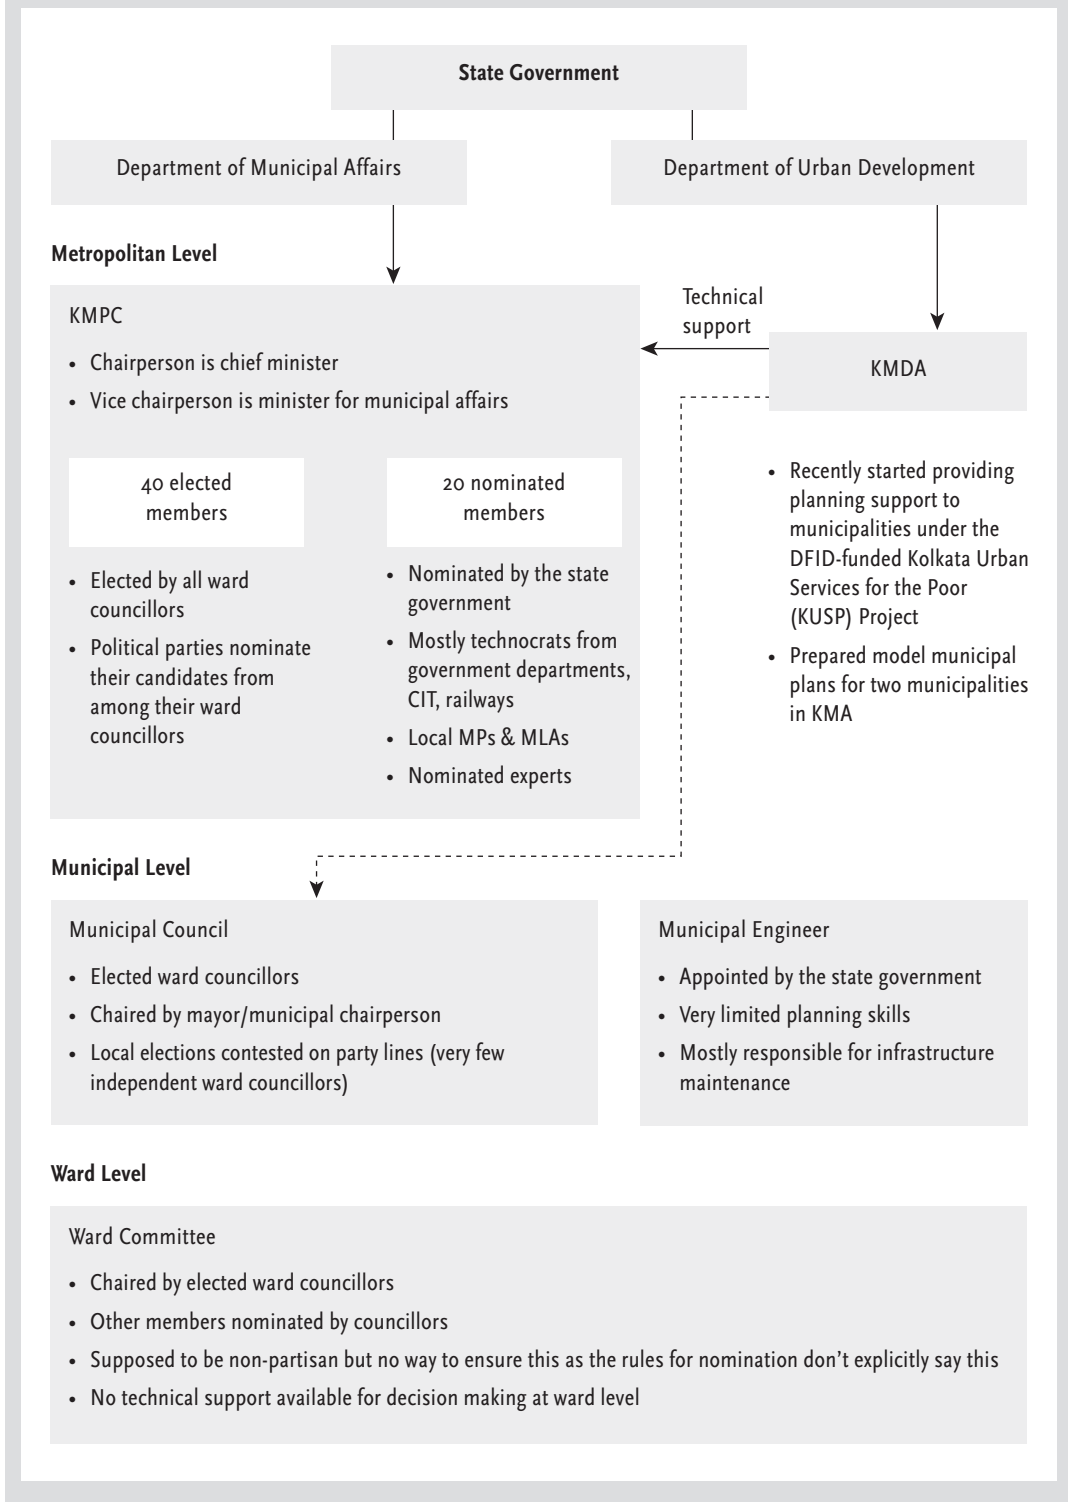 State Government
Department of Municipal Affairs
Department of Urban Development
Metropolitan Level
KMPC
• Chairperson is chief minister
• Vice chairperson is minister for municipal affairs
40 elected
members
• Elected by all ward
councillors
• Political parties nominate
their candidates from
among their ward
councillors
20 nominated
members
• Nominated by the state
government
• Mostly technocrats from
government departments,
CIT, railways
• Local MPs & MLAs
• Nominated experts
Technical
support
KMDA
• Recently started providing
planning support to
municipalities under the
DFID-funded Kolkata Urban
Services for the Poor
(KUSP) Project
• Prepared model municipal
plans for two municipalities
in KMA
Municipal Level
Municipal Council
• Elected ward councillors
• Chaired by mayor/municipal chairperson
• Local elections contested on party lines (very few
independent ward councillors)
Municipal Engineer
• Appointed by the state government
• Very limited planning skills
• Mostly responsible for infrastructure
maintenance
Ward Level
Ward Committee
• Chaired by elected ward councillors
• Other members nominated by councillors
• Supposed to be non-partisan but no way to ensure this as the rules for nomination don't explicitly say this
• No technical support available for decision making at ward level